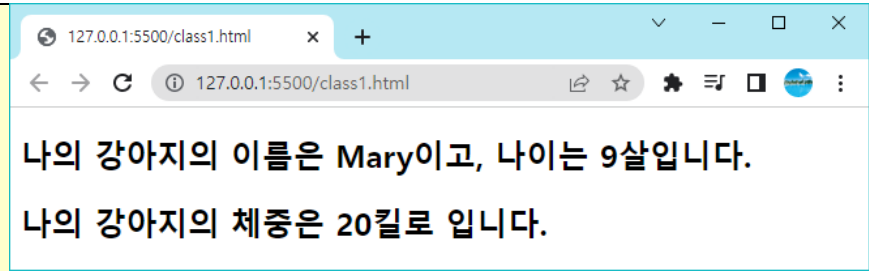 127.0.0.1:5500/class1.html
127.0.0.1:5500/class1.html
나의 강아지의 이름은 Mary이고, 나이는 9살입니다.
나의 강아지의 체중은 20킬로 입니다.